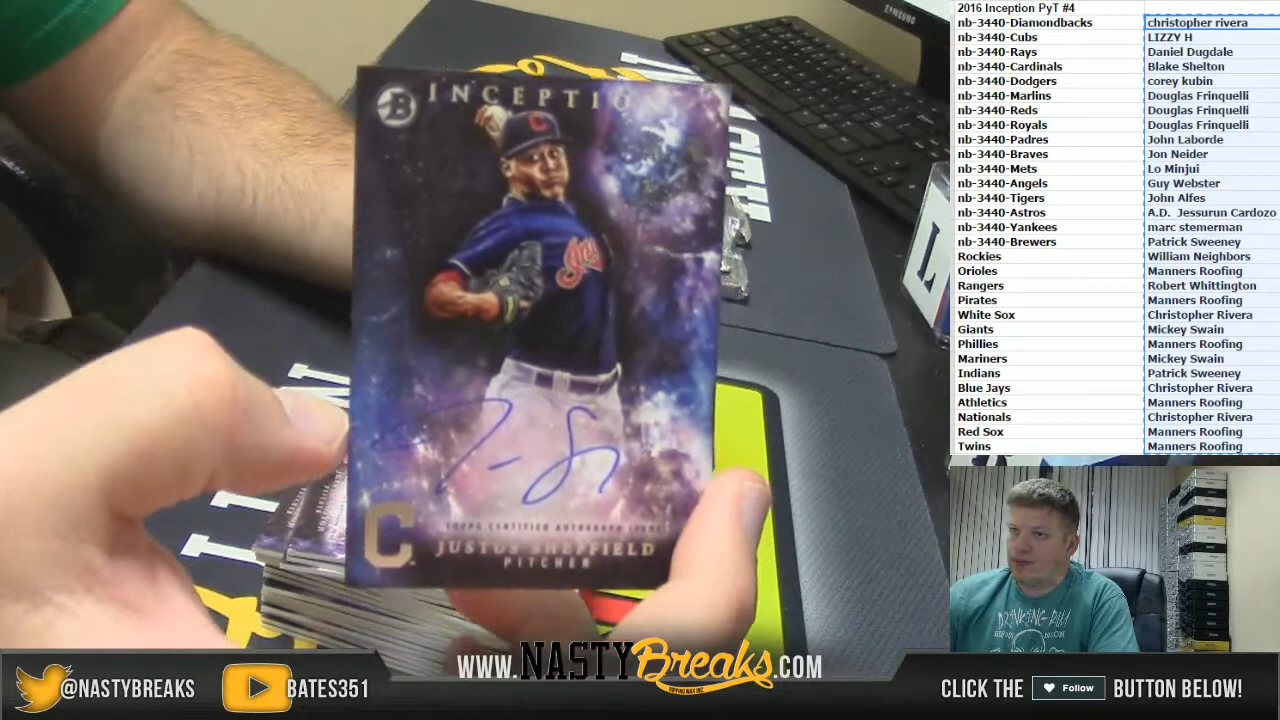 2016 Inception PyT #4
nb-3440-Diamondbacks christopher rivera
nb-3440-Cubs LIZZY H
nb-3440-Rays Daniel Dugdale
nb-3440-Cardinals Blake Shelton
nb-3440-Dodgers corey kubin
nb-3440-Marlins Douglas Frinquelli
nb-3440-Reds Douglas Frinquelli
nb-3440-Royals Douglas Frinquelli
nb-3440-Padres John Laborde
nb-3440-Braves Jon Neider
nb-3440-Mets Lo Minjui
nb-3440-Angels Guy Webster
nb-3440-Tigers John Alfes
nb-3440-Astros A.D. Jessurun Cardozo
nb-3440-Yankees marc stemerman
nb-3440-Brewers Patrick Sweeney
Rockies William Neighbors
Orioles Manners Roofing
Rangers Robert Whittington
Pirates Manners Roofing
White Sox Christopher Rivera
Giants Mickey Swain
Phillies Manners Roofing
Mariners Mickey Swain
Indians Patrick Sweeney
Blue Jays Christopher Rivera
Athletics Manners Roofing
Nationals Christopher Rivera
Red Sox Manners Roofing
Twins Manners Roofing
SAMSUNG
B INCEPTIO
C
TOPPS CERTIFIED AUTOGRAPH ISSUE
C JUSTUS SHEFFIELD
PITCHER
L
DRINKING
@NASTYBREAKS
BATES351
WWW.NASTYBreaks.COM
CLICK THE Follow BUTTON BELOW!